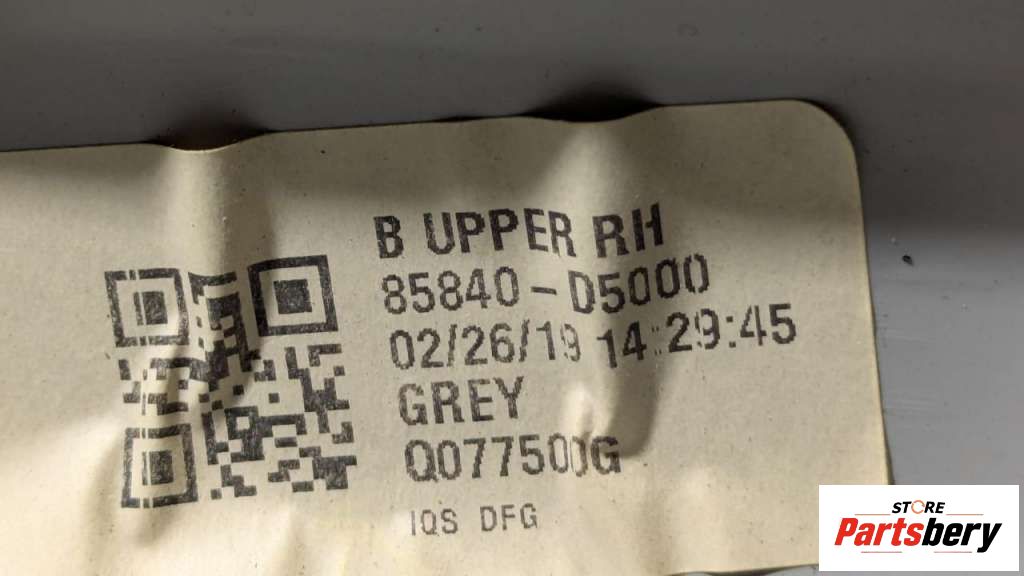 B UPPER RH
85840-D5000
02/26/19 14:29:45
GREY
Q077500G
IQS DFG
STORE
Partsbery